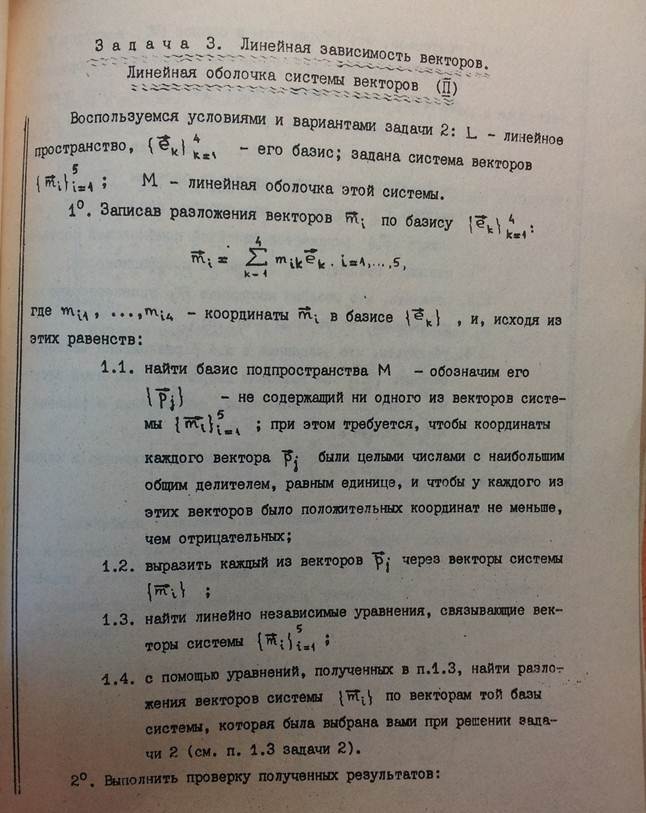 З а д а ч а 3. Линейная зависимость векторов.
Линейная оболочка системы векторов (П)
Воспользуемся условиями и вариантами задачи 2: L - линейное
пространство, {e⃗ₖ}⁴ₖ₌₁ - его базис; задана система векторов
{m⃗ᵢ}⁵ᵢ₌₁; M - линейная оболочка этой системы.
1⁰. Записав разложения векторов m⃗ᵢ по базису {e⃗ₖ}⁴ₖ₌₁:
m⃗ᵢ = ∑⁴ₖ₌₁ mᵢₖe⃗ₖ. i=1,...,5,
где mᵢ₁, ...,mᵢ₄ - координаты m⃗ᵢ в базисе {e⃗ₖ}, и, исходя из
этих равенств:
1.1. найти базис подпространства M - обозначим его
{p⃗ⱼ} - не содержащий ни одного из векторов систе-
мы {m⃗ᵢ}⁵ᵢ₌₁; при этом требуется, чтобы координаты
каждого вектора p⃗ⱼ были целыми числами с наибольшим
общим делителем, равным единице, и чтобы у каждого из
этих векторов было положительных координат не меньше,
чем отрицательных;
1.2. выразить каждый из векторов p⃗ⱼ через векторы системы
{m⃗ᵢ};
1.3. найти линейно независимые уравнения, связывающие век-
торы системы {m⃗ᵢ}⁵ᵢ₌₁;
1.4. с помощью уравнений, полученных в п.1.3, найти разло-
жения векторов системы {m⃗ᵢ} по векторам той базы
системы, которая была выбрана вами при решении зада-
чи 2 (см. п. 1.3 задачи 2).
2⁰. Выполнить проверку полученных результатов: